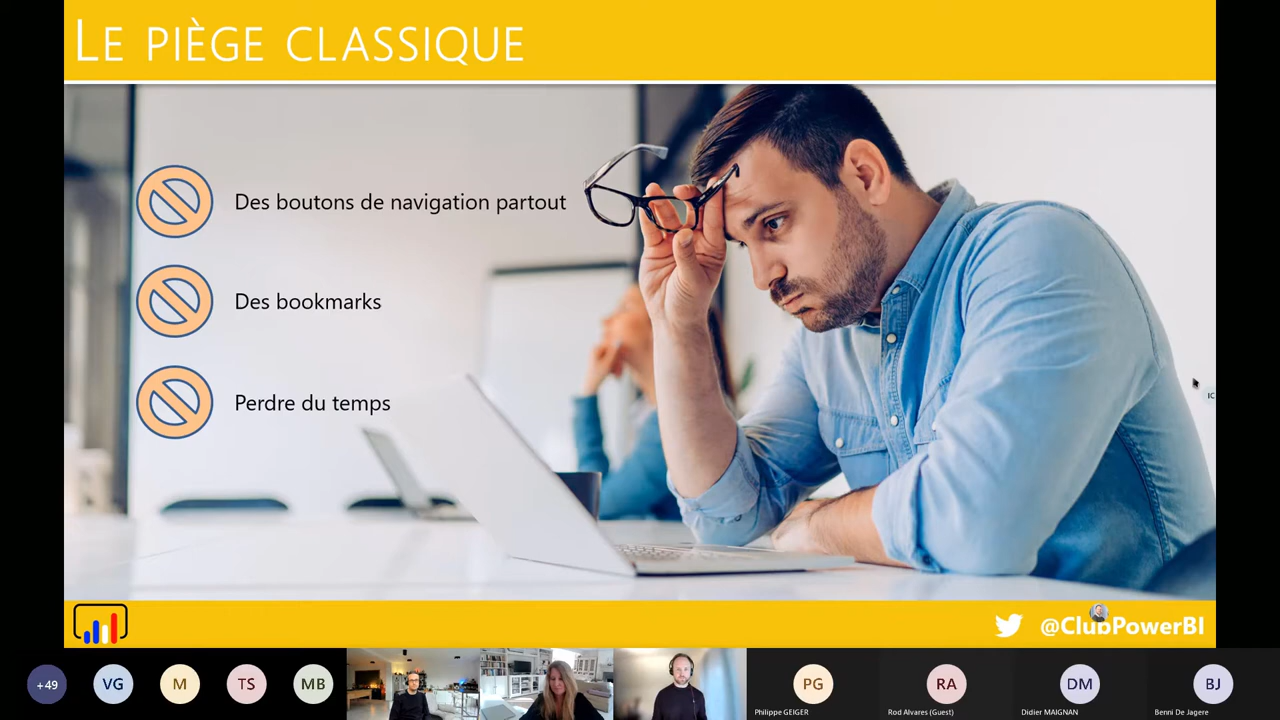 LE PIÈGE CLASSIQUE
Des boutons de navigation partout
Des bookmarks
Perdre du temps
IC
@ClubPowerBI
+49
VG
M
TS
MB
PG
RA
DM
BJ
Philippe GEIGER
Rod Alvares (Guest)
Didier MAIGNAN
Benni De Jagere